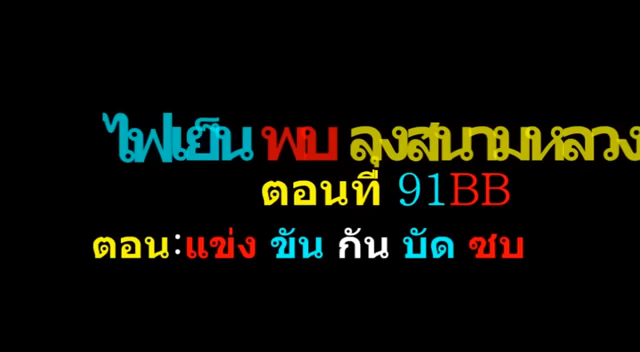 ไฟเย็น พบ ลุงสนามหลวง
ตอนที่ 91BB
ตอน:แข่ง ขัน กัน บัด ซบ